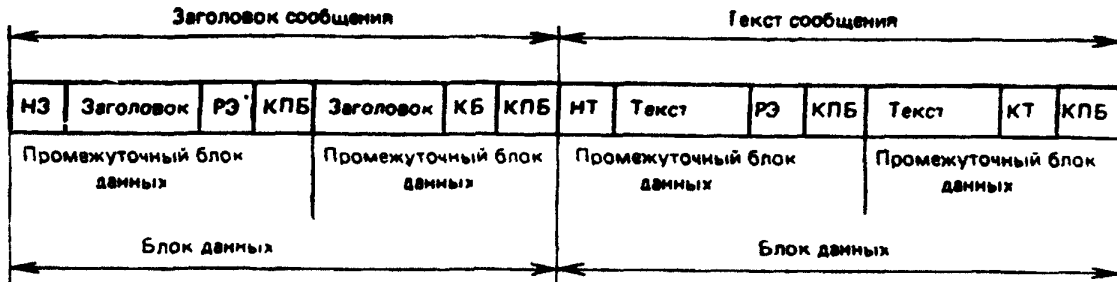 Заголовок сообщения Текст сообщения
НЗ Заголовок РЭ КПБ Заголовок КБ КПБ НТ Текст РЭ КПБ Текст КТ КПБ
Промежуточный блок данных
Промежуточный блок данных
Промежуточный блок данных
Промежуточный блок данных
Блок данных Блок данных